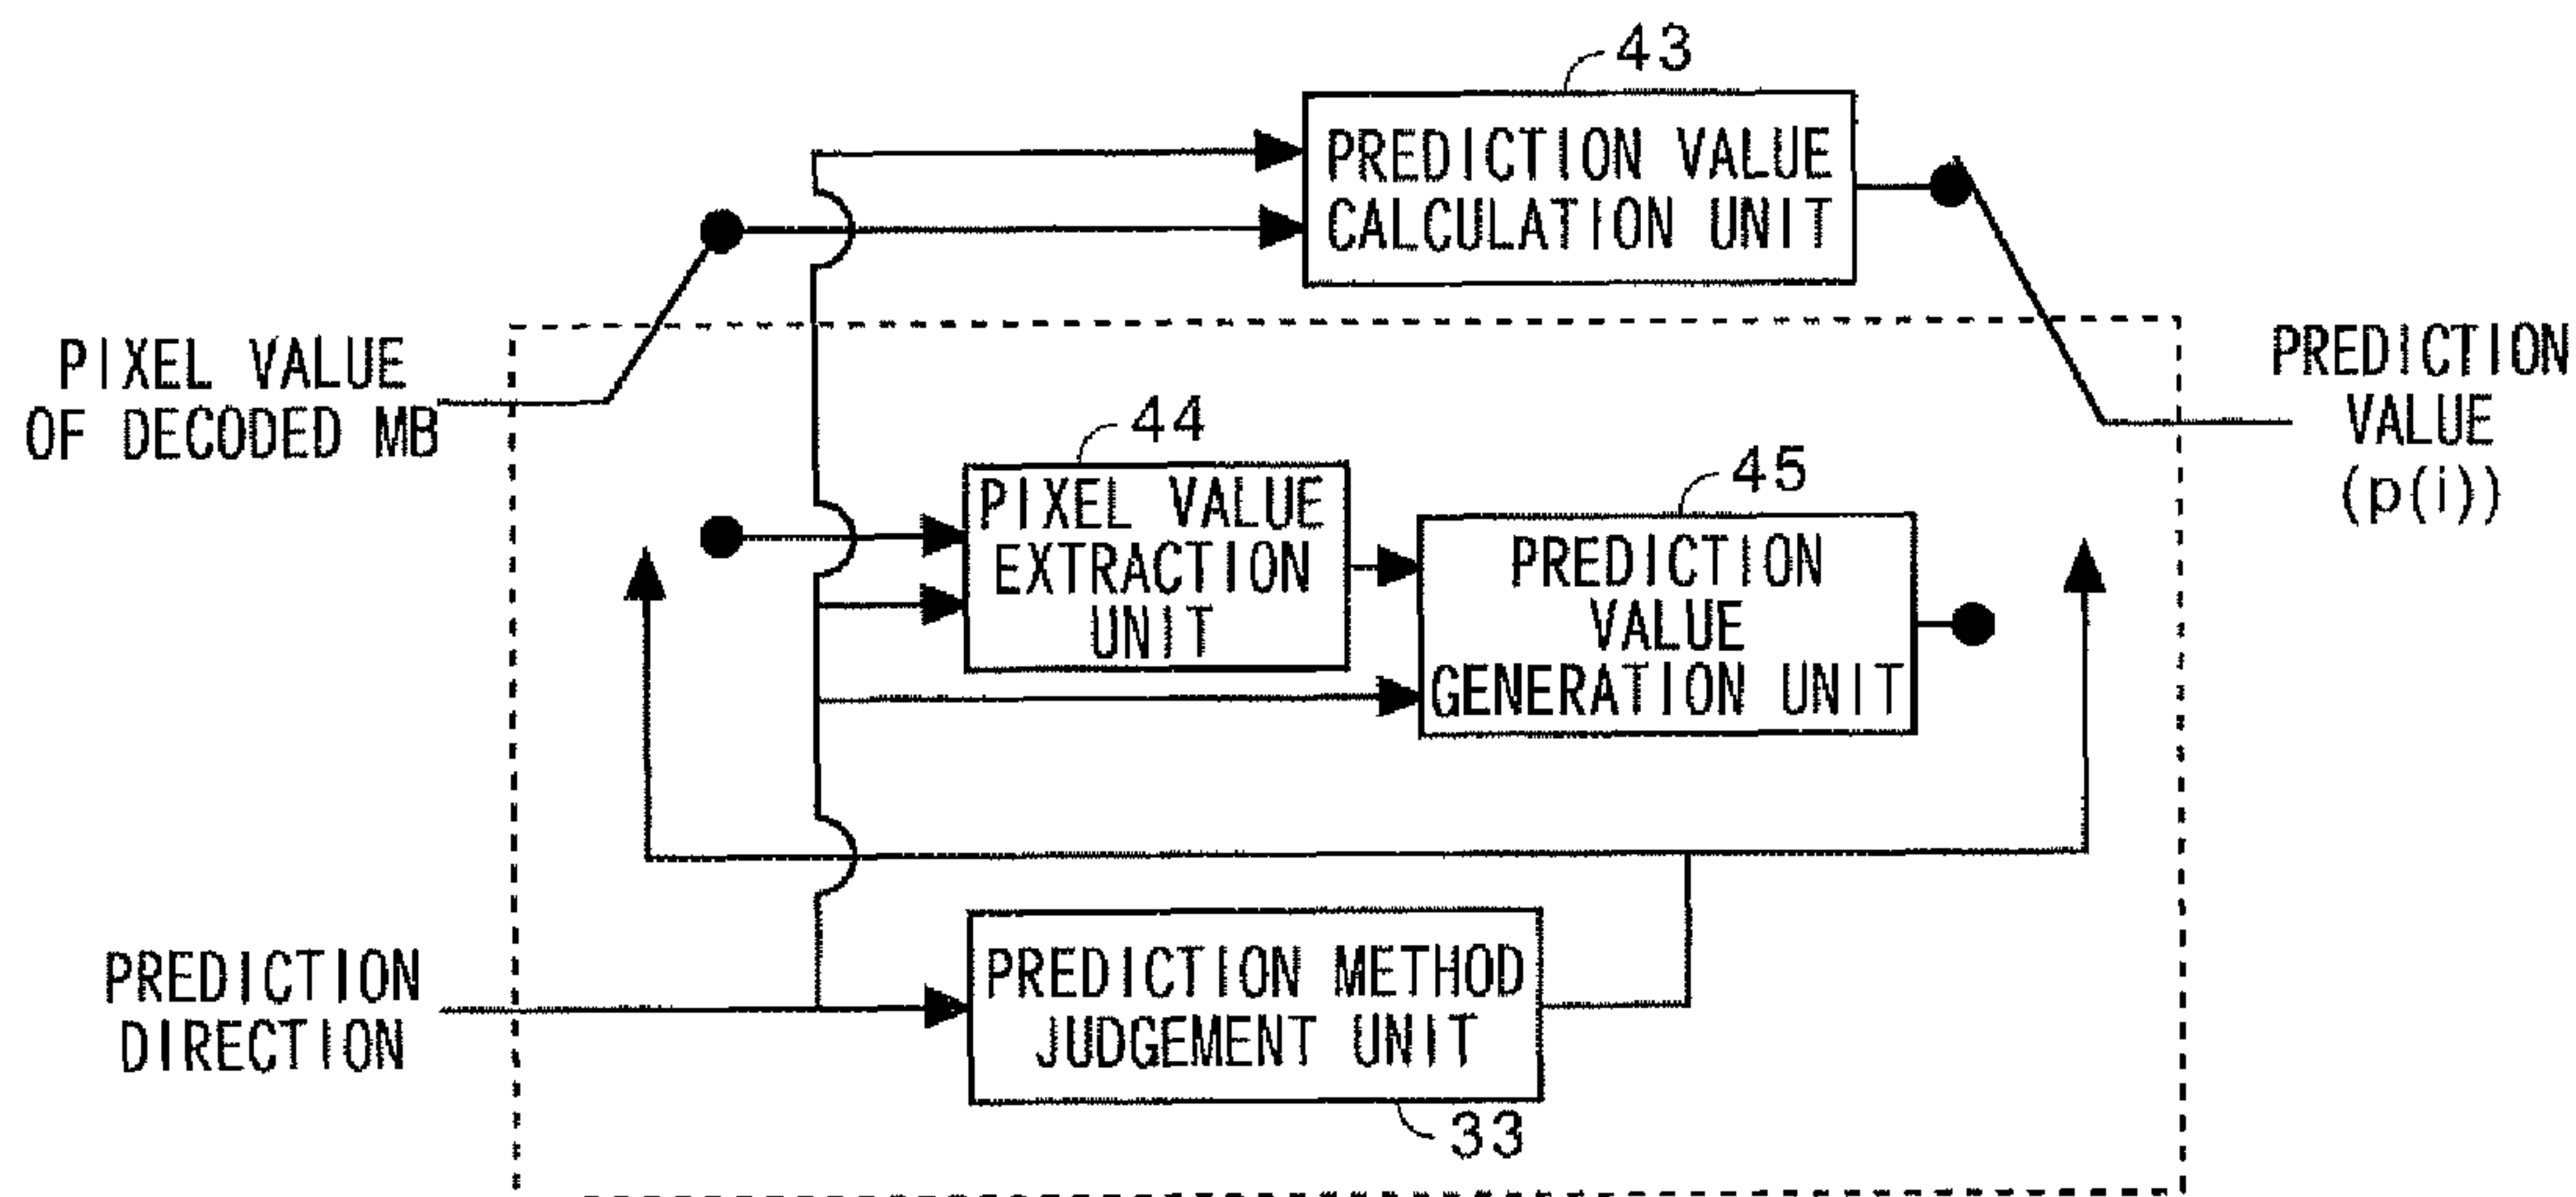 43
PREDICTION VALUE
CALCULATION UNIT
PIXEL VALUE
OF DECODED MB
PREDICTION
VALUE
(p(i))
44
PIXEL VALUE
EXTRACTION
UNIT
45
PREDICTION
VALUE
GENERATION UNIT
PREDICTION
DIRECTION
PREDICTION METHOD
JUDGEMENT UNIT
33